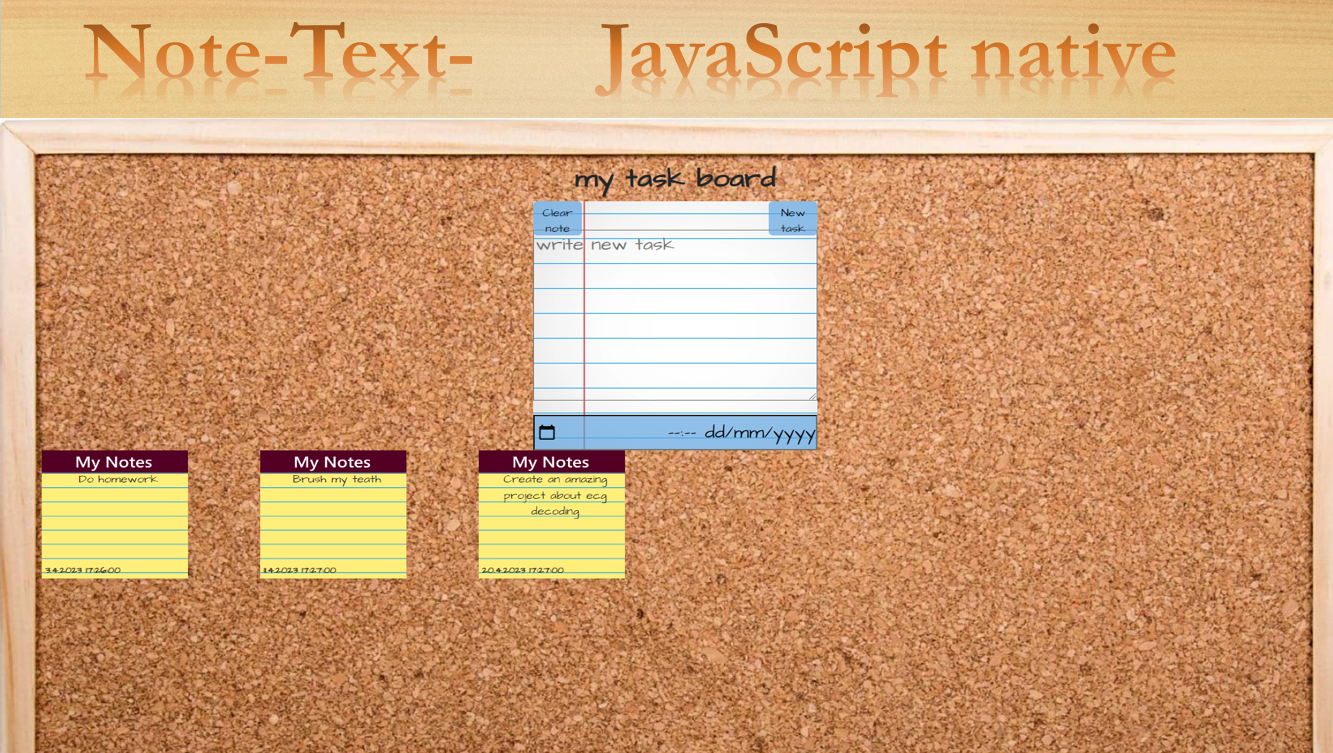 Note-Text- JavaScript native
my task board
Clear
note
New
task
write new task
--:-- dd/mm/yyyy
My Notes
Do homework
3.4.2023 17:26:00
My Notes
Brush my teath
1.4.2023 17:27:00
My Notes
Create an amazing
project about ecg
decoding
20.4.2023 17:27:00